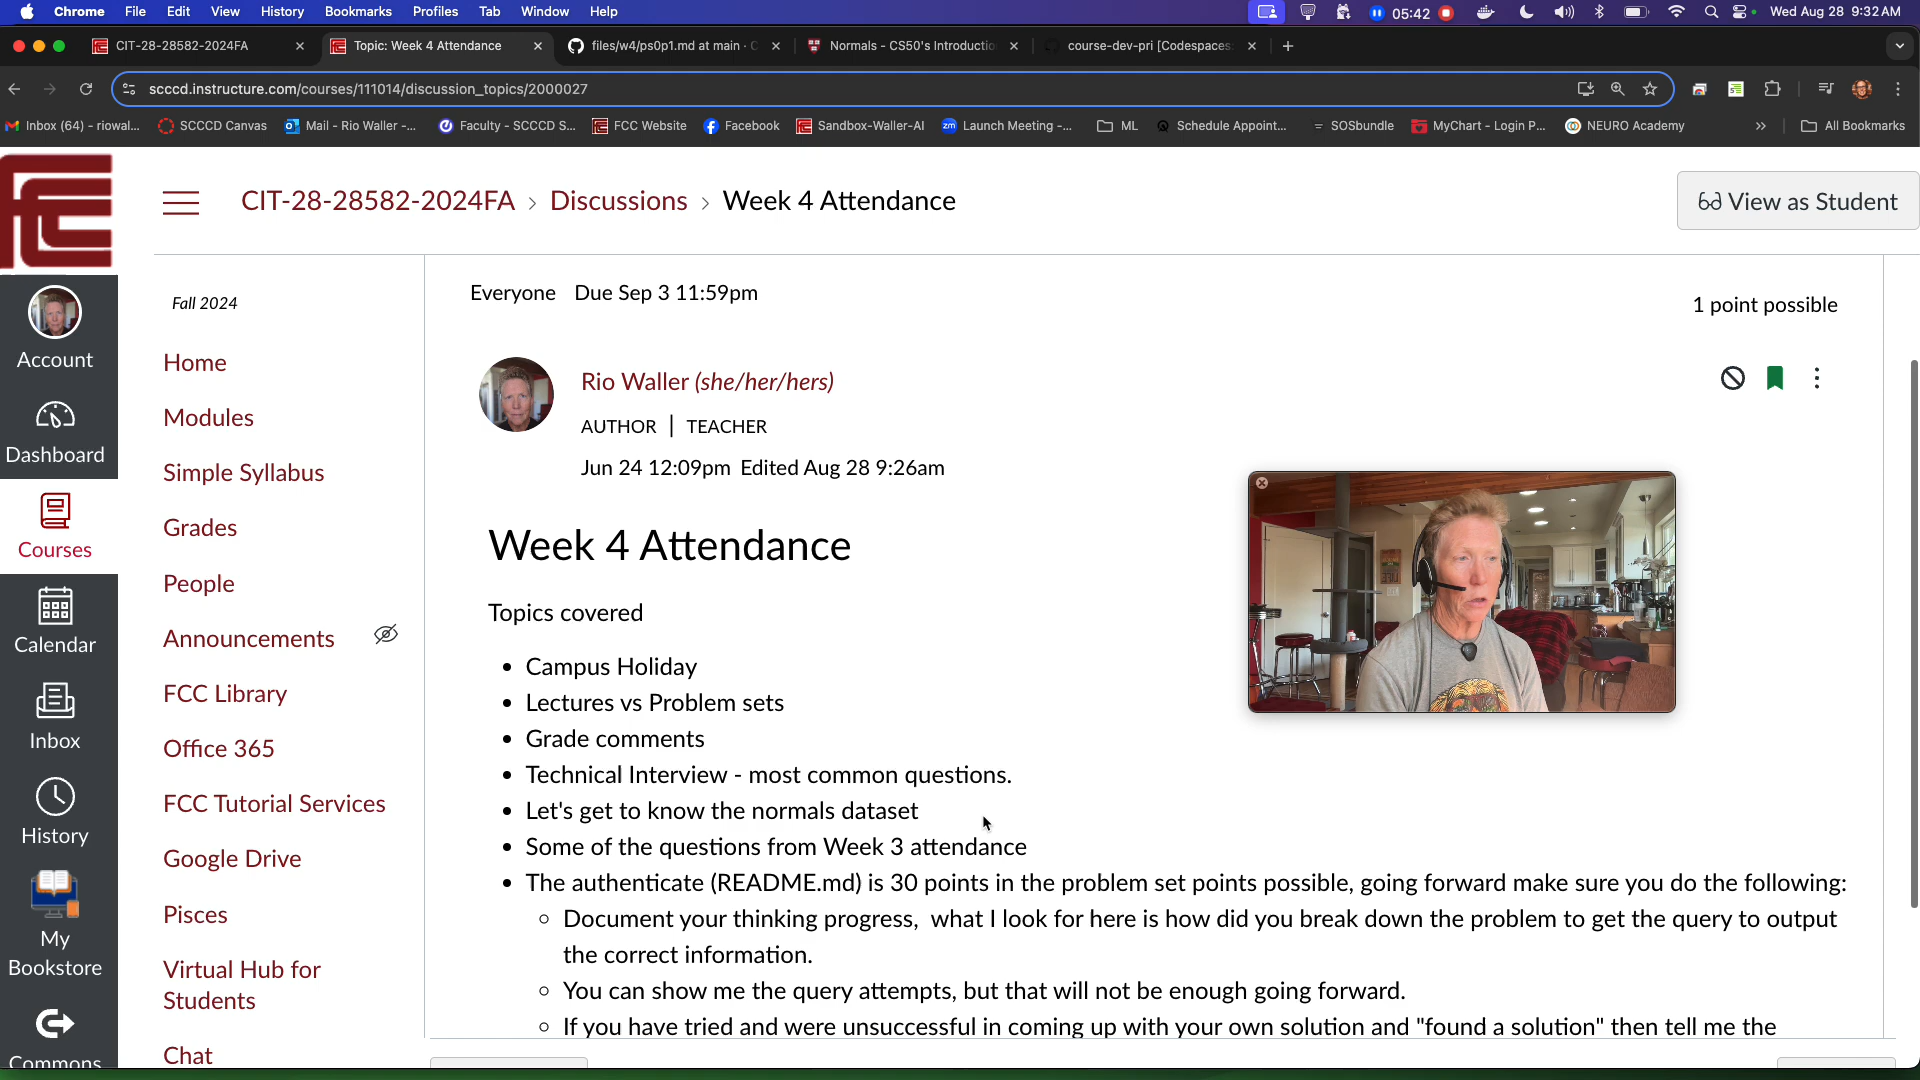 Chrome File Edit View History Bookmarks Profiles Tab Window Help 05:42 Wed Aug 28 9:32 AM
CIT-28-28582-2024FA Topic: Week 4 Attendance files/w4/ps0p1.md at main · C Normals - CS50's Introductio course-dev-pri [Codespaces:
scccd.instructure.com/courses/111014/discussion_topics/2000027
Inbox (64) - riowal... SCCCD Canvas Mail - Rio Waller -... Faculty - SCCCD S... FCC Website Facebook Sandbox-Waller-AI Launch Meeting -... ML Schedule Appoint... SOSbundle MyChart - Login P... NEURO Academy All Bookmarks
CIT-28-28582-2024FA Discussions Week 4 Attendance
View as Student
Account
Dashboard
Courses
Calendar
Inbox
History
My Bookstore
Commons
Fall 2024
Home
Modules
Simple Syllabus
Grades
People
Announcements
FCC Library
Office 365
FCC Tutorial Services
Google Drive
Pisces
Virtual Hub for
Students
Chat
Everyone Due Sep 3 11:59pm
1 point possible
Rio Waller (she/her/hers)
AUTHOR | TEACHER
Jun 24 12:09pm Edited Aug 28 9:26am
Week 4 Attendance
Topics covered
Campus Holiday
Lectures vs Problem sets
Grade comments
Technical Interview - most common questions.
Let's get to know the normals dataset
Some of the questions from Week 3 attendance
The authenticate (README.md) is 30 points in the problem set points possible, going forward make sure you do the following:
Document your thinking progress, what I look for here is how did you break down the problem to get the query to output
the correct information.
You can show me the query attempts, but that will not be enough going forward.
If you have tried and were unsuccessful in coming up with your own solution and "found a solution" then tell me the